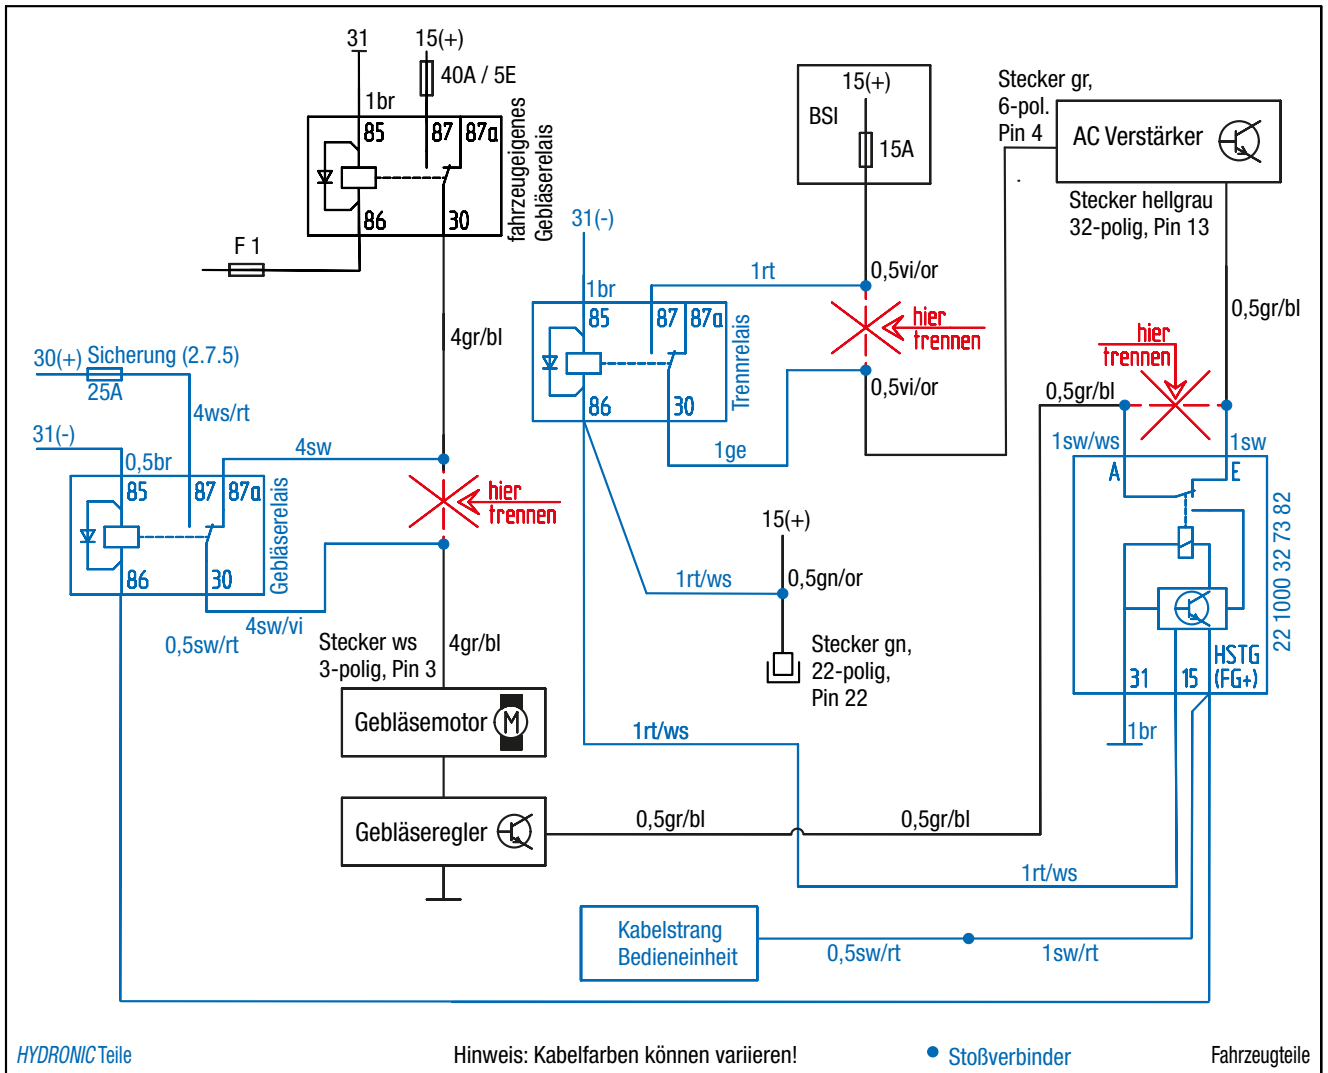 31
15(+)
40A / 5E
1br
85
87
87a
86
30
fahrzeugeigenes
Gebläserelais
F 1
4gr/bl
15(+)
BSI
15A
Stecker gr,
6-pol.
Pin 4
AC Verstärker
Stecker hellgrau
32-polig, Pin 13
31(-)
1rt
0,5vi/or
1br
85
87
87a
86
30
Trennrelais
hier
trennen
0,5vi/or
1ge
0,5gr/bl
hier
trennen
0,5gr/bl
30(+)
Sicherung (2.7.5)
25A
4ws/rt
31(-)
0,5br
4sw
85
87
87a
86
30
Gebläserelais
hier
trennen
4sw/vi
0,5sw/rt
1sw/ws
1sw
A
E
22 1000 32 73 82
31
15
HSTG
(FG+)
1br
15(+)
1rt/ws
0,5gn/or
Stecker gn,
22-polig,
Pin 22
Stecker ws
3-polig, Pin 3
4gr/bl
Gebläsemotor
M
1rt/ws
Gebläseregler
0,5gr/bl
0,5gr/bl
1rt/ws
Kabelstrang
Bedieneinheit
0,5sw/rt
1sw/rt
HYDRONIC Teile
Hinweis: Kabelfarben können variieren!
Stoßverbinder
Fahrzeugteile